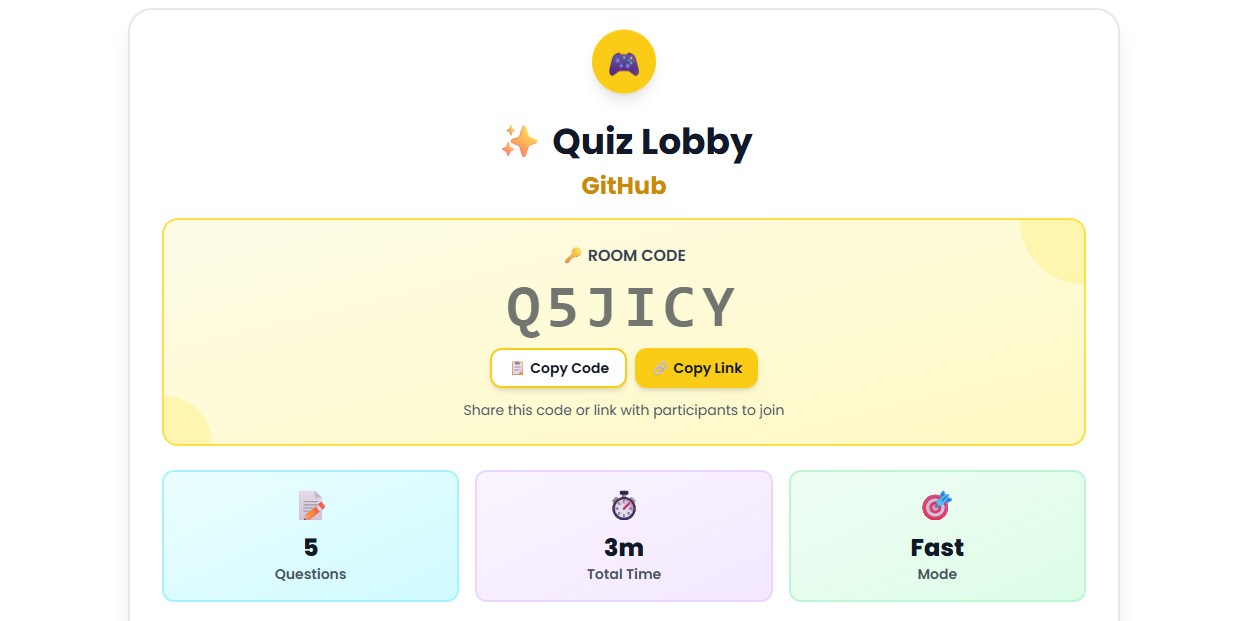 Quiz Lobby
GitHub
ROOM CODE
Q5JICY
Copy Code
Copy Link
Share this code or link with participants to join
5
Questions
3m
Total Time
Fast
Mode